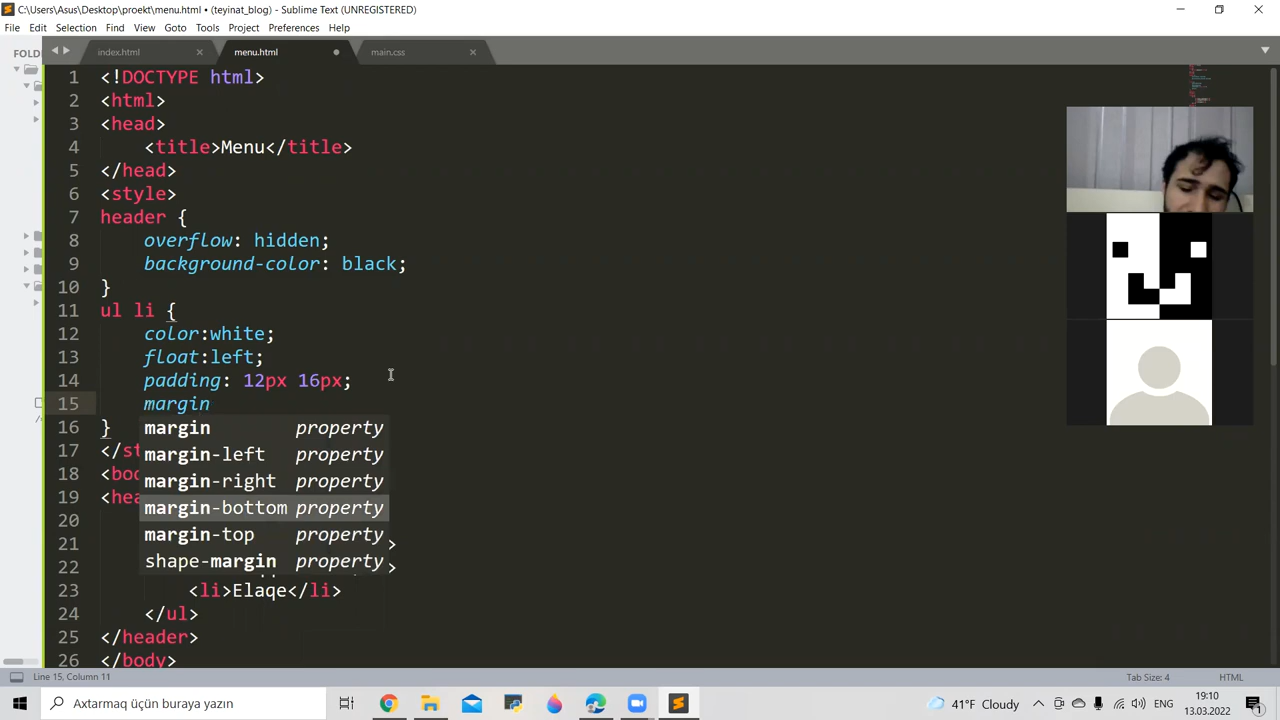 C:\Users\Asus\Desktop\proekt\menu.html • (teyinat_blog) - Sublime Text (UNREGISTERED)
File Edit Selection Find View Goto Tools Project Preferences Help
FOLD
index.html
menu.html
main.css
1 <!DOCTYPE html>
2 <html>
3 <head>
4 <title>Menu</title>
5 </head>
6 <style>
7 header {
8 overflow: hidden;
9 background-color: black;
10 }
11 ul li {
12 color:white;
13 float:left;
14 padding: 12px 16px;
15 margin
16 }
margin property
17 </st
margin-left property
18 <boc
margin-right property
19 <hea
margin-bottom property
20
margin-top property
21 >
shape-margin property
22 >
23 <li>Elaqe</li>
24 </ul>
25 </header>
26 </body>
Line 15, Column 11
Tab Size: 4
HTML
Axtarmaq üçün buraya yazın
41°F Cloudy
ENG
19:10
13.03.2022
1